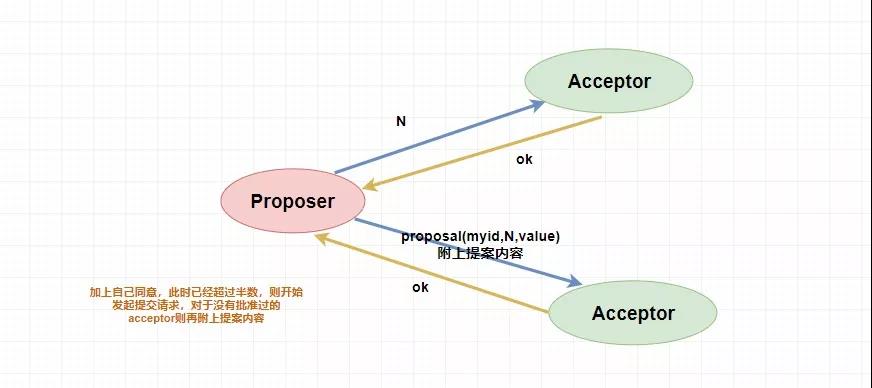 Acceptor
N
ok
Proposer
proposal(myid,N,value)
附上提案内容
ok
加上自己同意，此时已经超过半数，则开始
发起提交请求，对于没有批准过的
acceptor则再附上提案内容
Acceptor